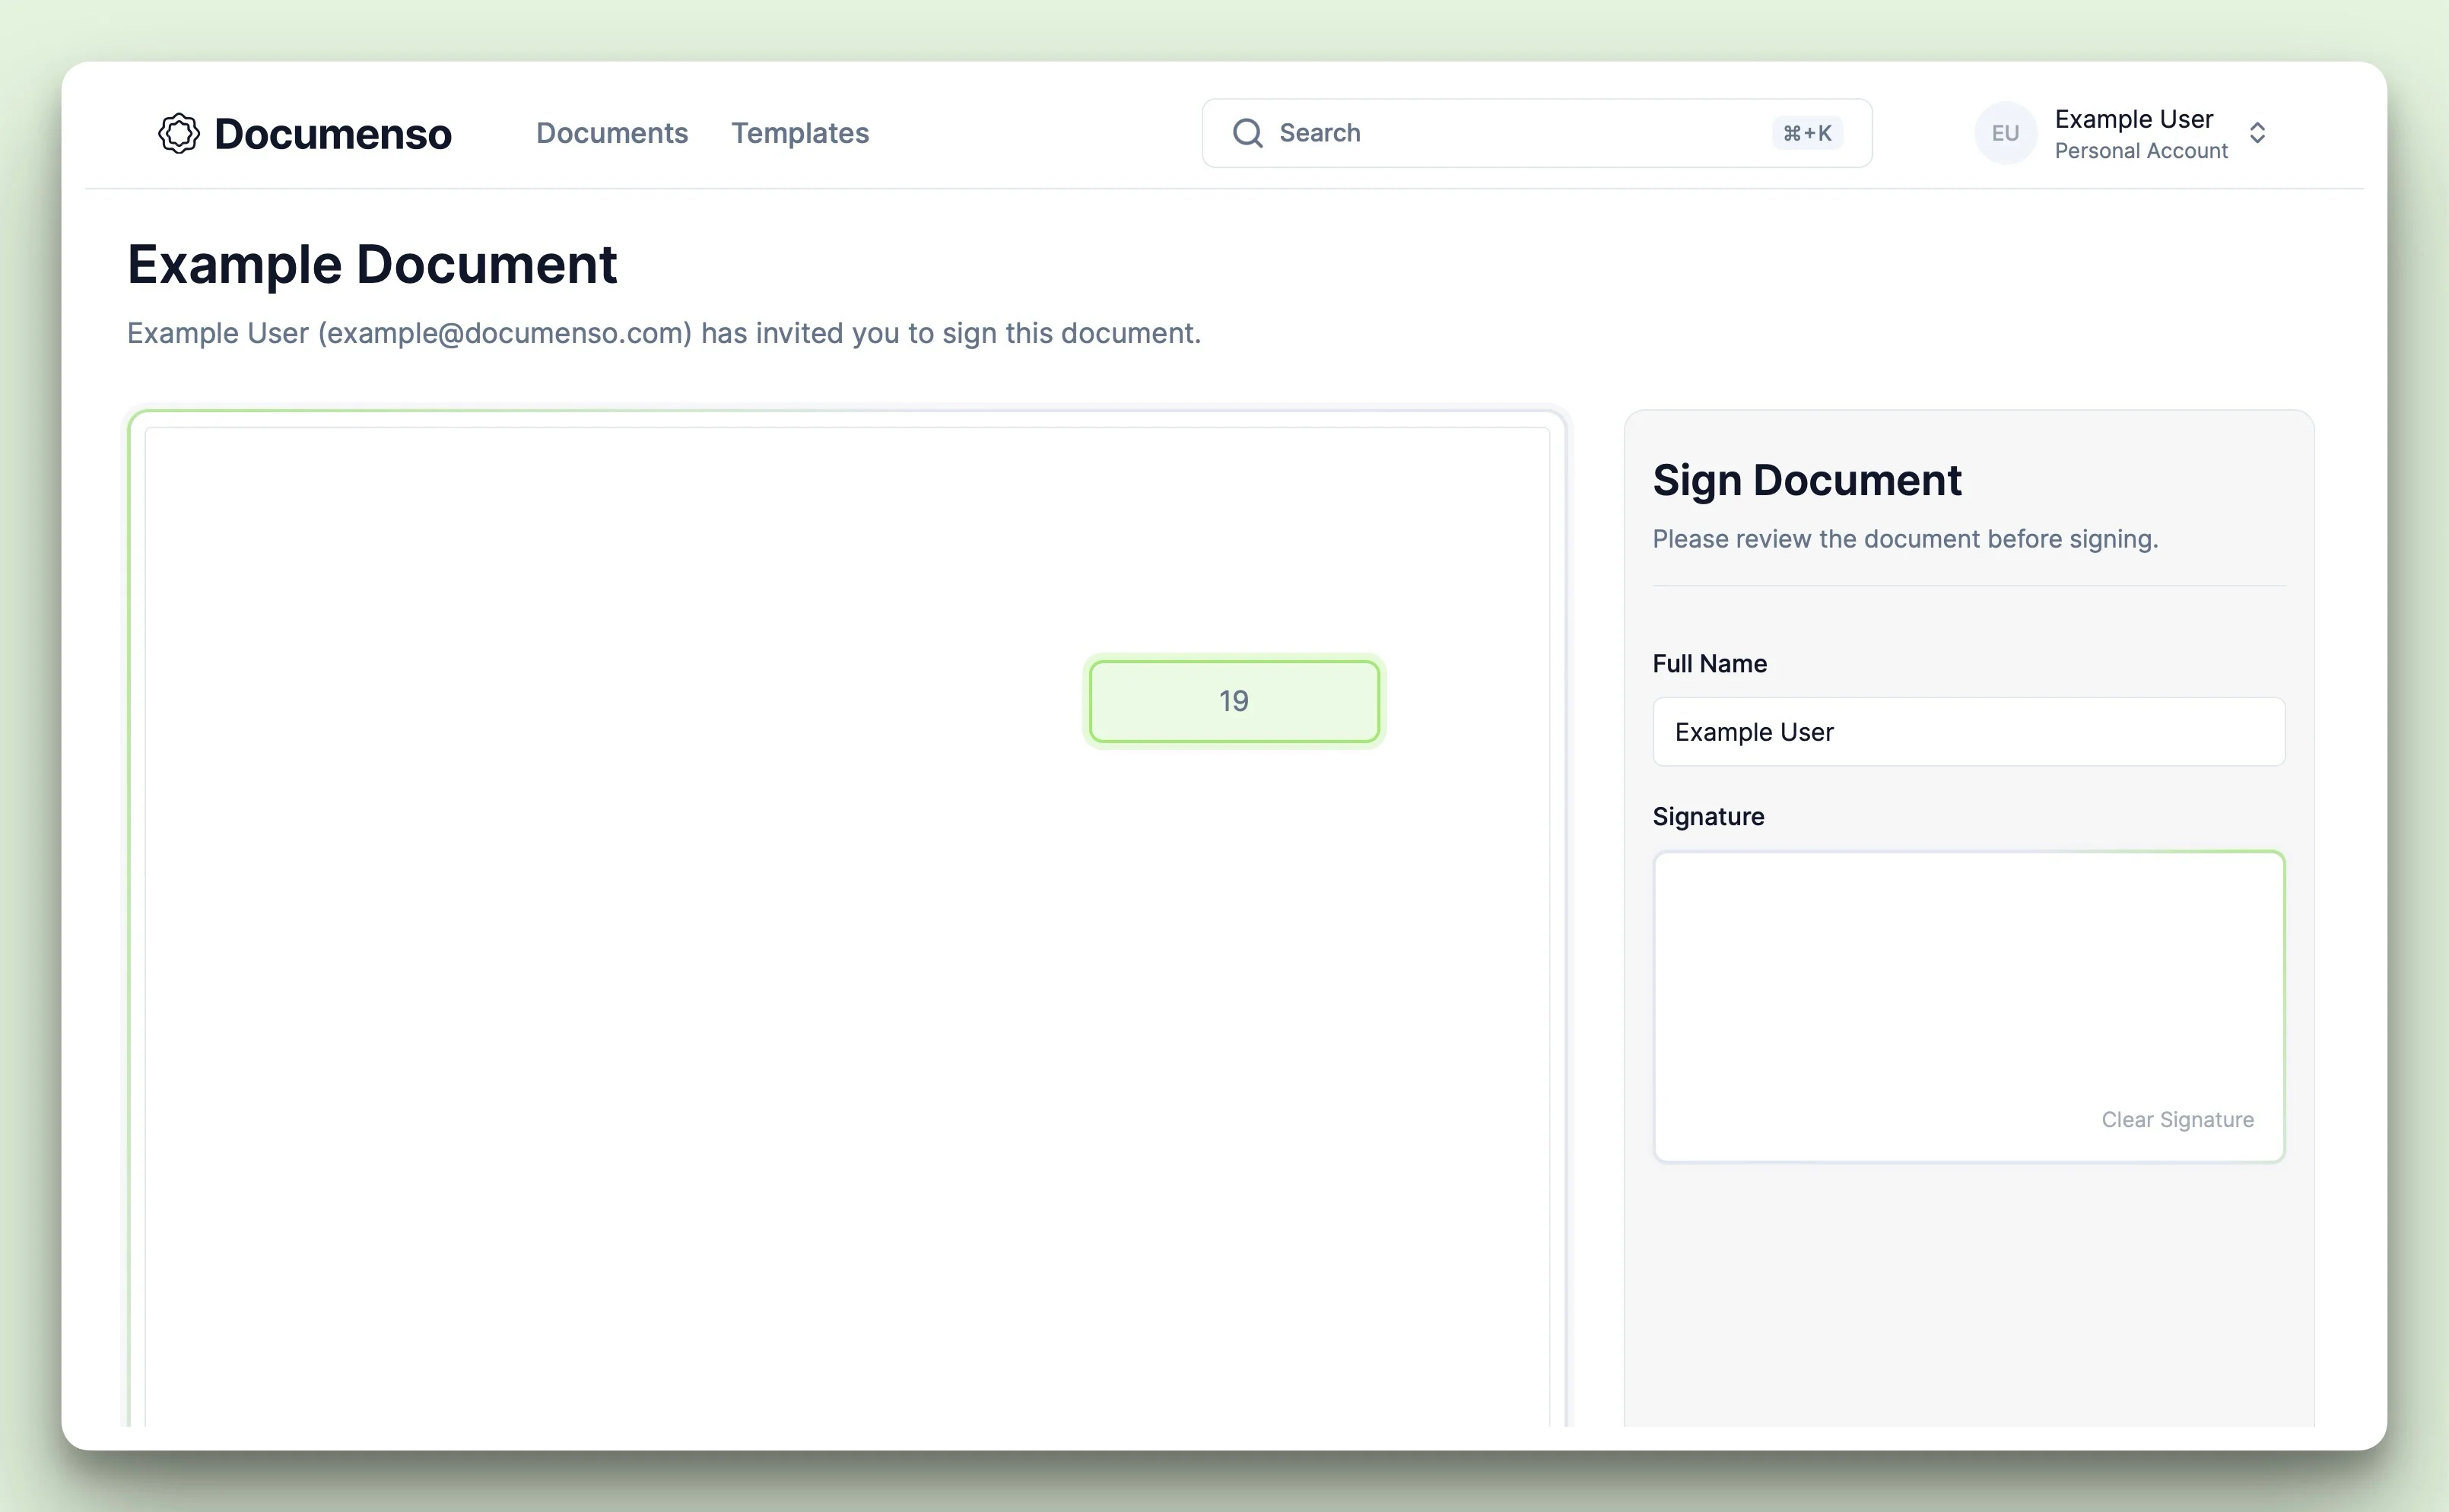 Documenso
Documents
Templates
Search
⌘+K
EU
Example User
Personal Account
Example Document
Example User (example@documenso.com) has invited you to sign this document.
19
Sign Document
Please review the document before signing.
Full Name
Example User
Signature
Clear Signature